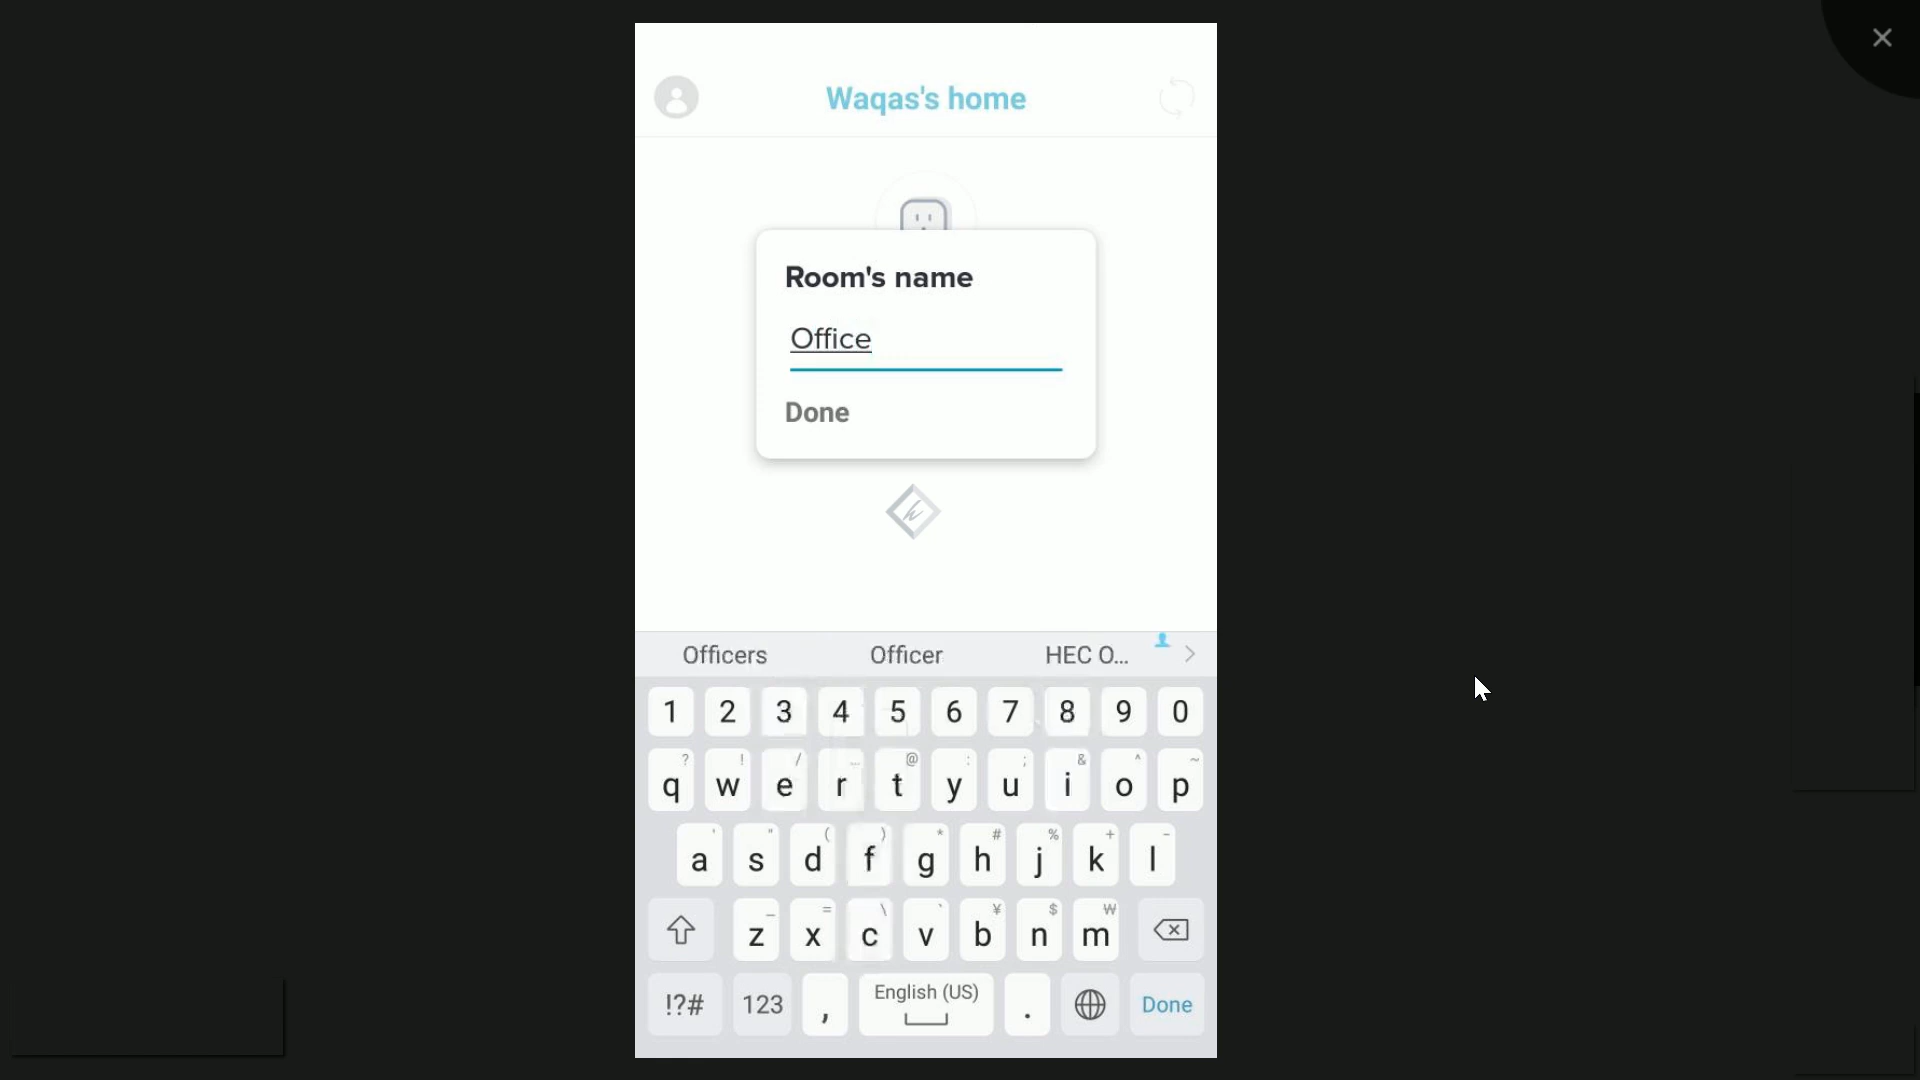 Waqas's home
Room's name
Office
Done
Officers Officer HEC O...
1 2 3 4 5 6 7 8 9 0
? ! / ... @ : ; & ^ ~
q w e r t y u i o p
' " ( ) * # % + -
a s d f g h j k l
_ = \ ` ¥ $ ₩
z x c v b n m
!?# 123 , English (US) . Done